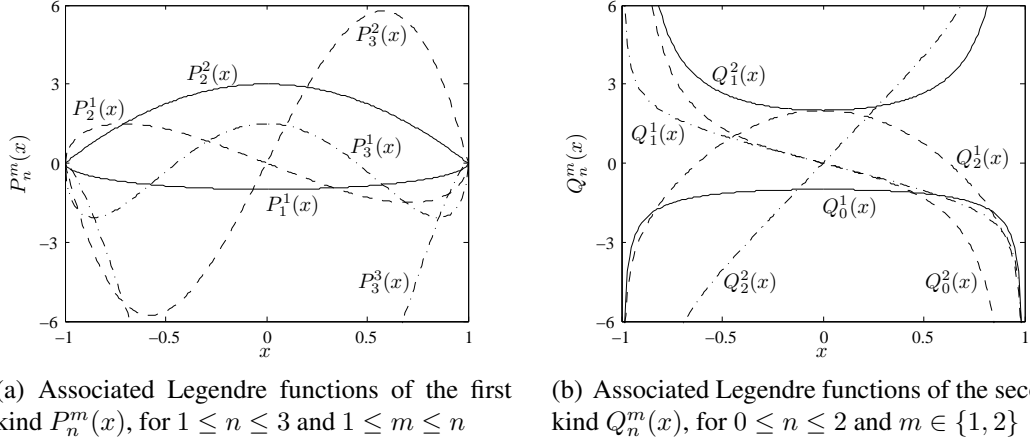 6
3
0
−3
−6
−1
−0.5
0
0.5
1
x
P_n^m(x)
P_3^2(x)
P_2^2(x)
P_2^1(x)
P_3^1(x)
P_1^1(x)
P_3^3(x)
6
3
0
−3
−6
−1
−0.5
0
0.5
1
x
Q_n^m(x)
Q_1^2(x)
Q_1^1(x)
Q_2^1(x)
Q_0^1(x)
Q_2^2(x)
Q_0^2(x)
a) Associated Legendre functions of the first
kind P_n^m(x), for 1 ≤ n ≤ 3 and 1 ≤ m ≤ n
(b) Associated Legendre functions of the seco
kind Q_n^m(x), for 0 ≤ n ≤ 2 and m ∈ {1, 2}